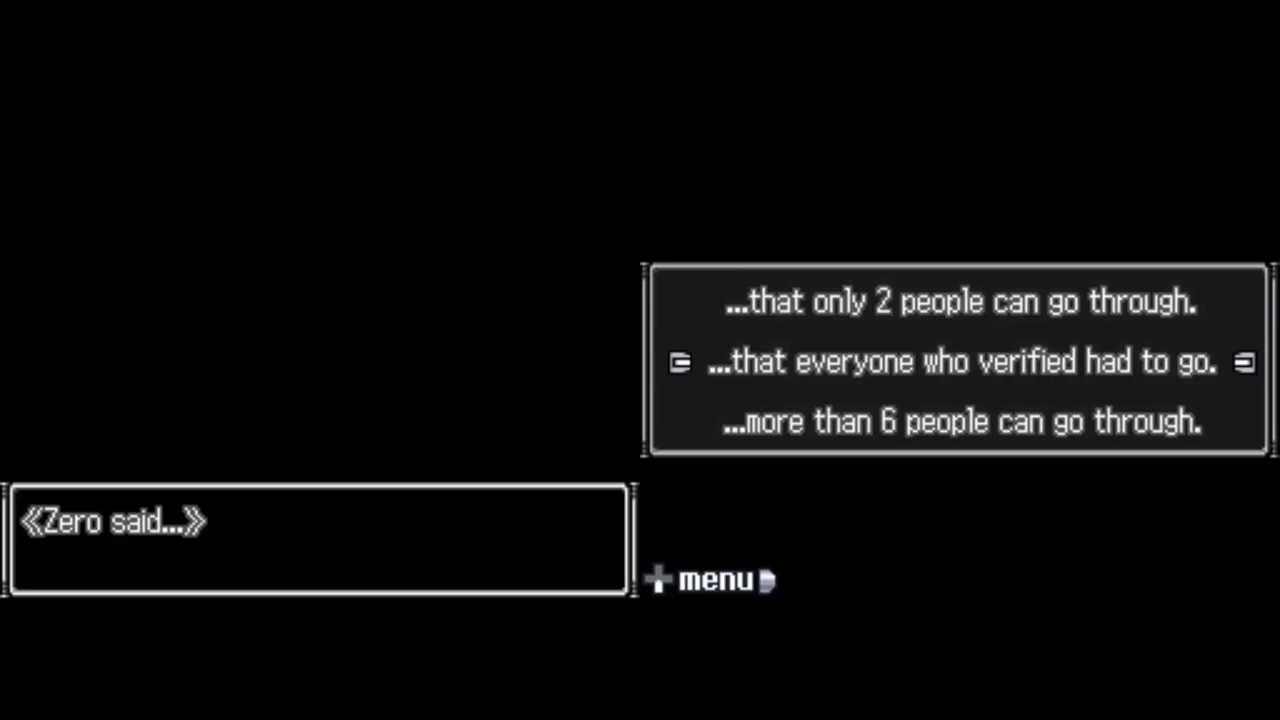 ...that only 2 people can go through.
...that everyone who verified had to go.
...more than 6 people can go through.
《Zero said...》
menu